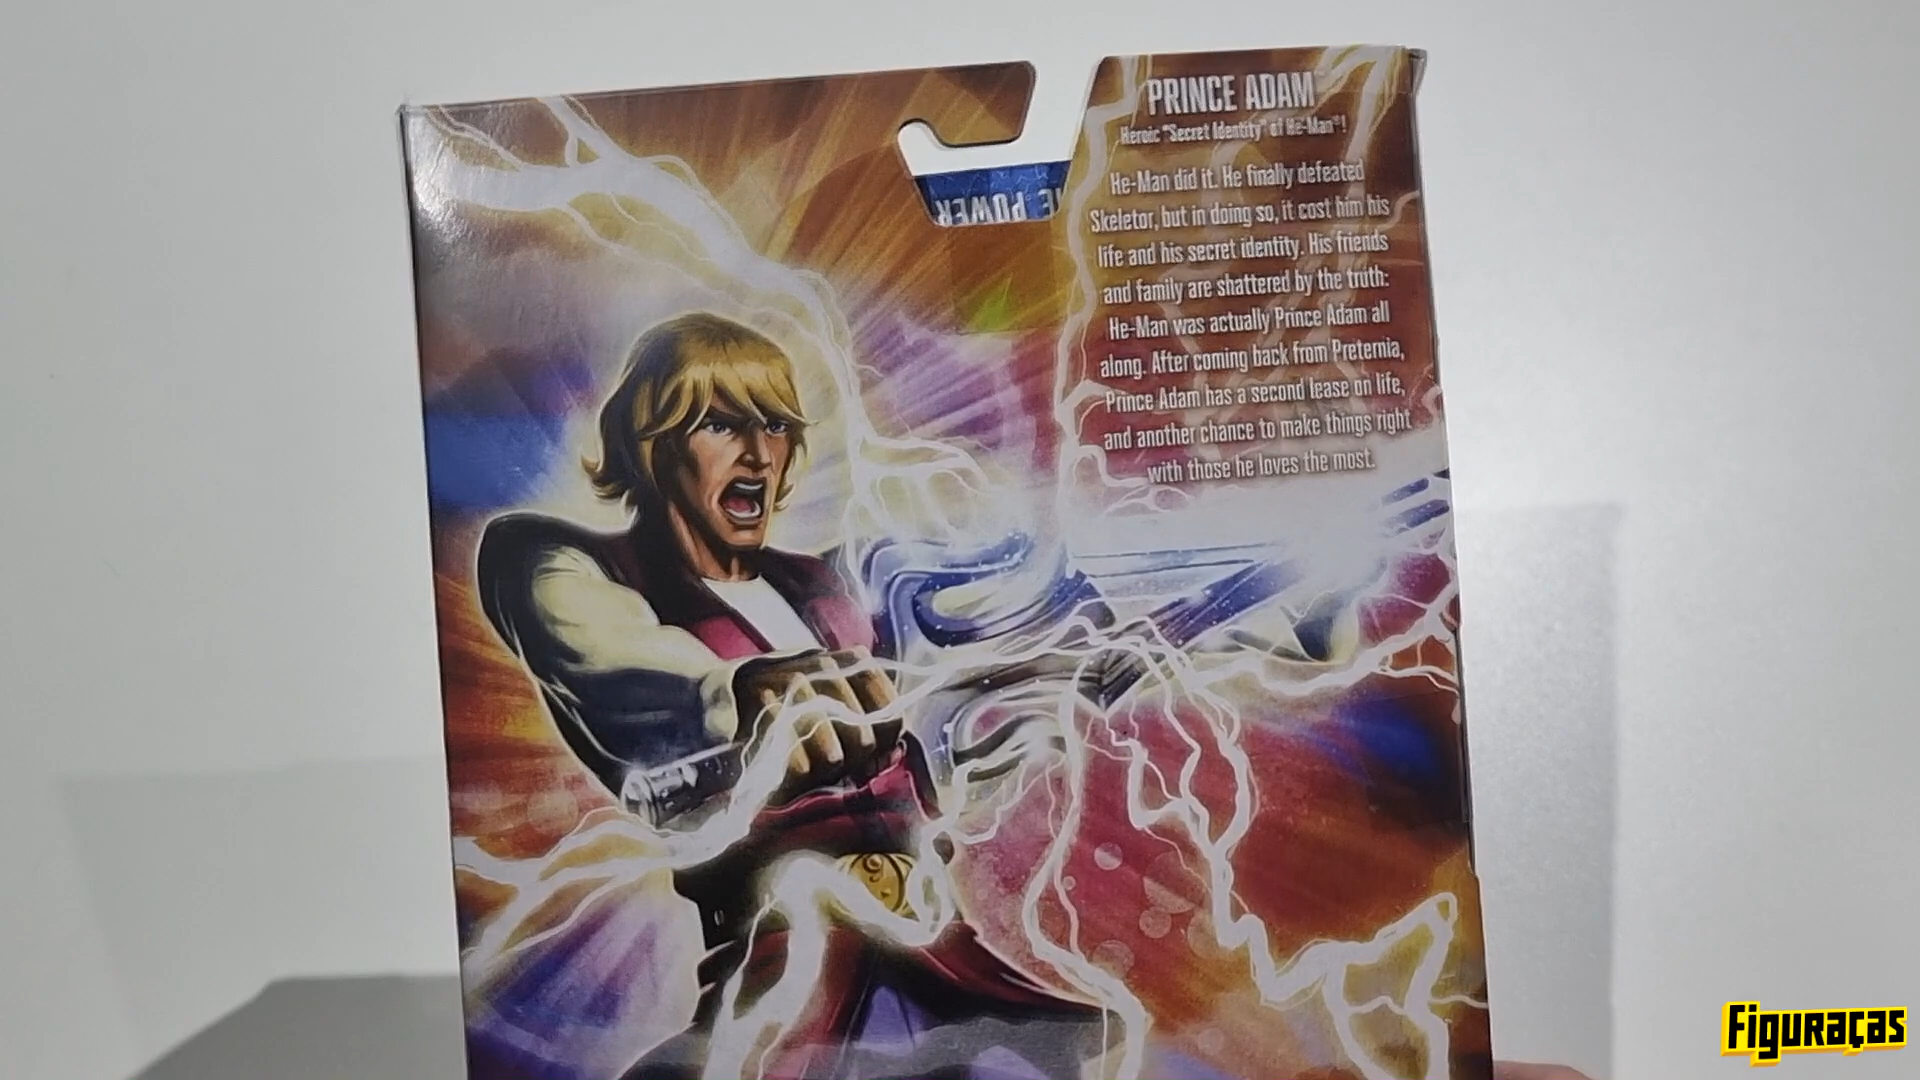 PRINCE ADAM
Heroic "Secret Identity" of He-Man®!
He-Man did it. He finally defeated
Skeletor, but in doing so, it cost him his
life and his secret identity. His friends
and family are shattered by the truth:
He-Man was actually Prince Adam all
along. After coming back from Preternia,
Prince Adam has a second lease on life,
and another chance to make things right
with those he loves the most.
HE POWER
Figuraças